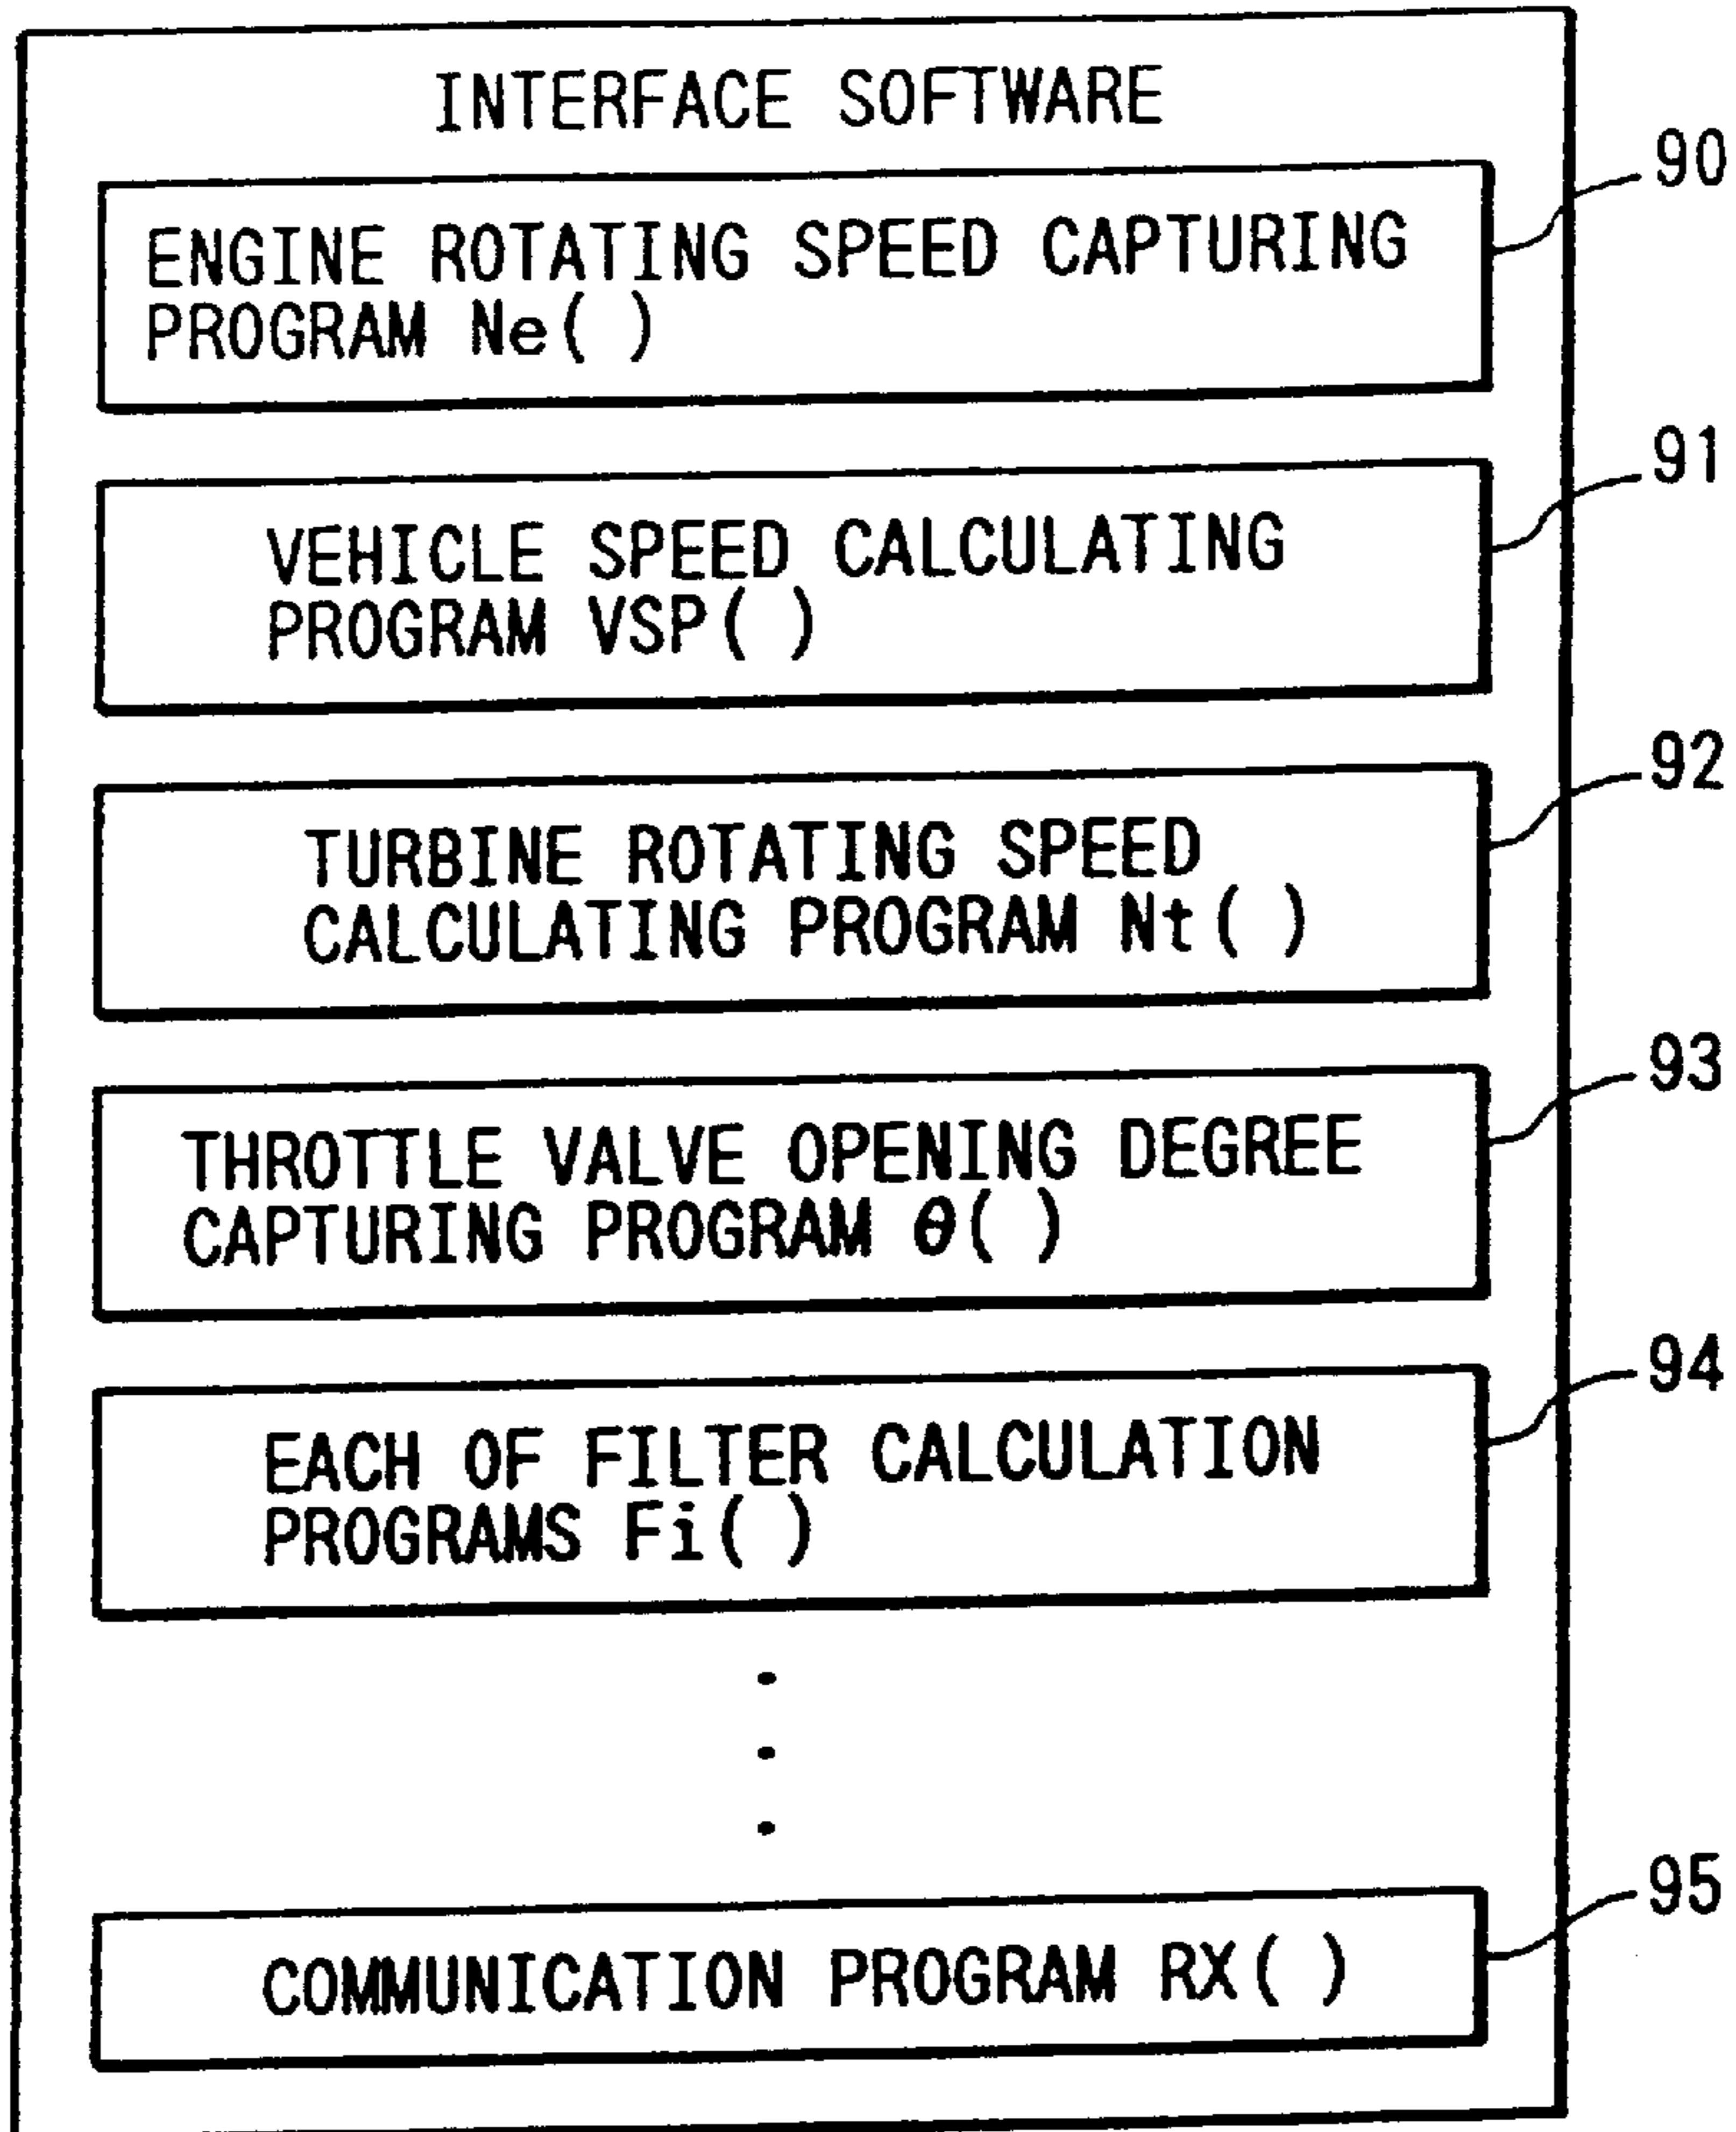 INTERFACE SOFTWARE
90
ENGINE ROTATING SPEED CAPTURING
PROGRAM Ne( )
91
VEHICLE SPEED CALCULATING
PROGRAM VSP( )
92
TURBINE ROTATING SPEED
CALCULATING PROGRAM Nt( )
93
THROTTLE VALVE OPENING DEGREE
CAPTURING PROGRAM θ( )
94
EACH OF FILTER CALCULATION
PROGRAMS Fi( )
95
COMMUNICATION PROGRAM RX( )